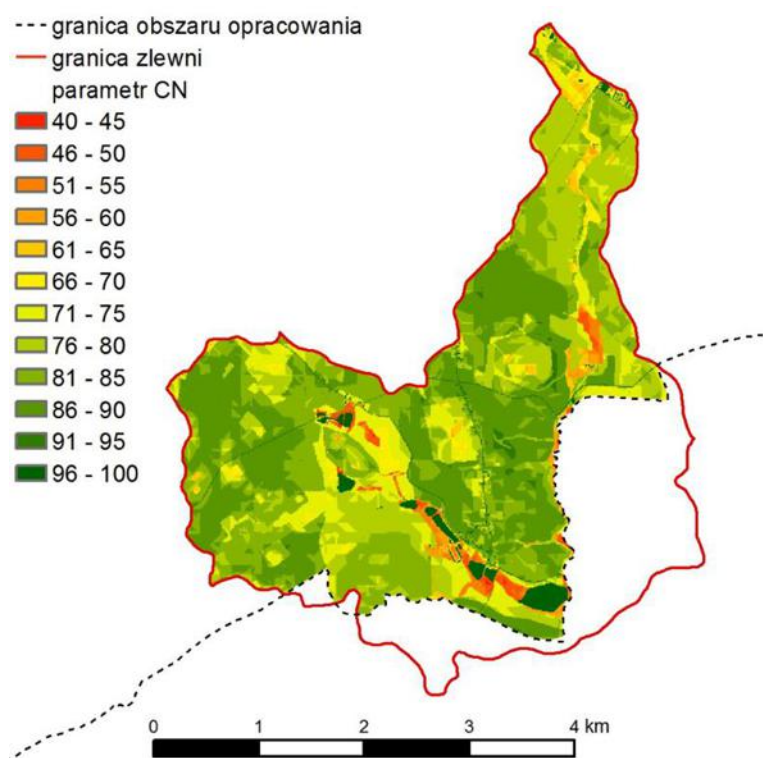 granica obszaru opracowania
granica zlewni
parametr CN
40 - 45
46 - 50
51 - 55
56 - 60
61 - 65
66 - 70
71 - 75
76 - 80
81 - 85
86 - 90
91 - 95
96 - 100
0 1 2 3 4 km